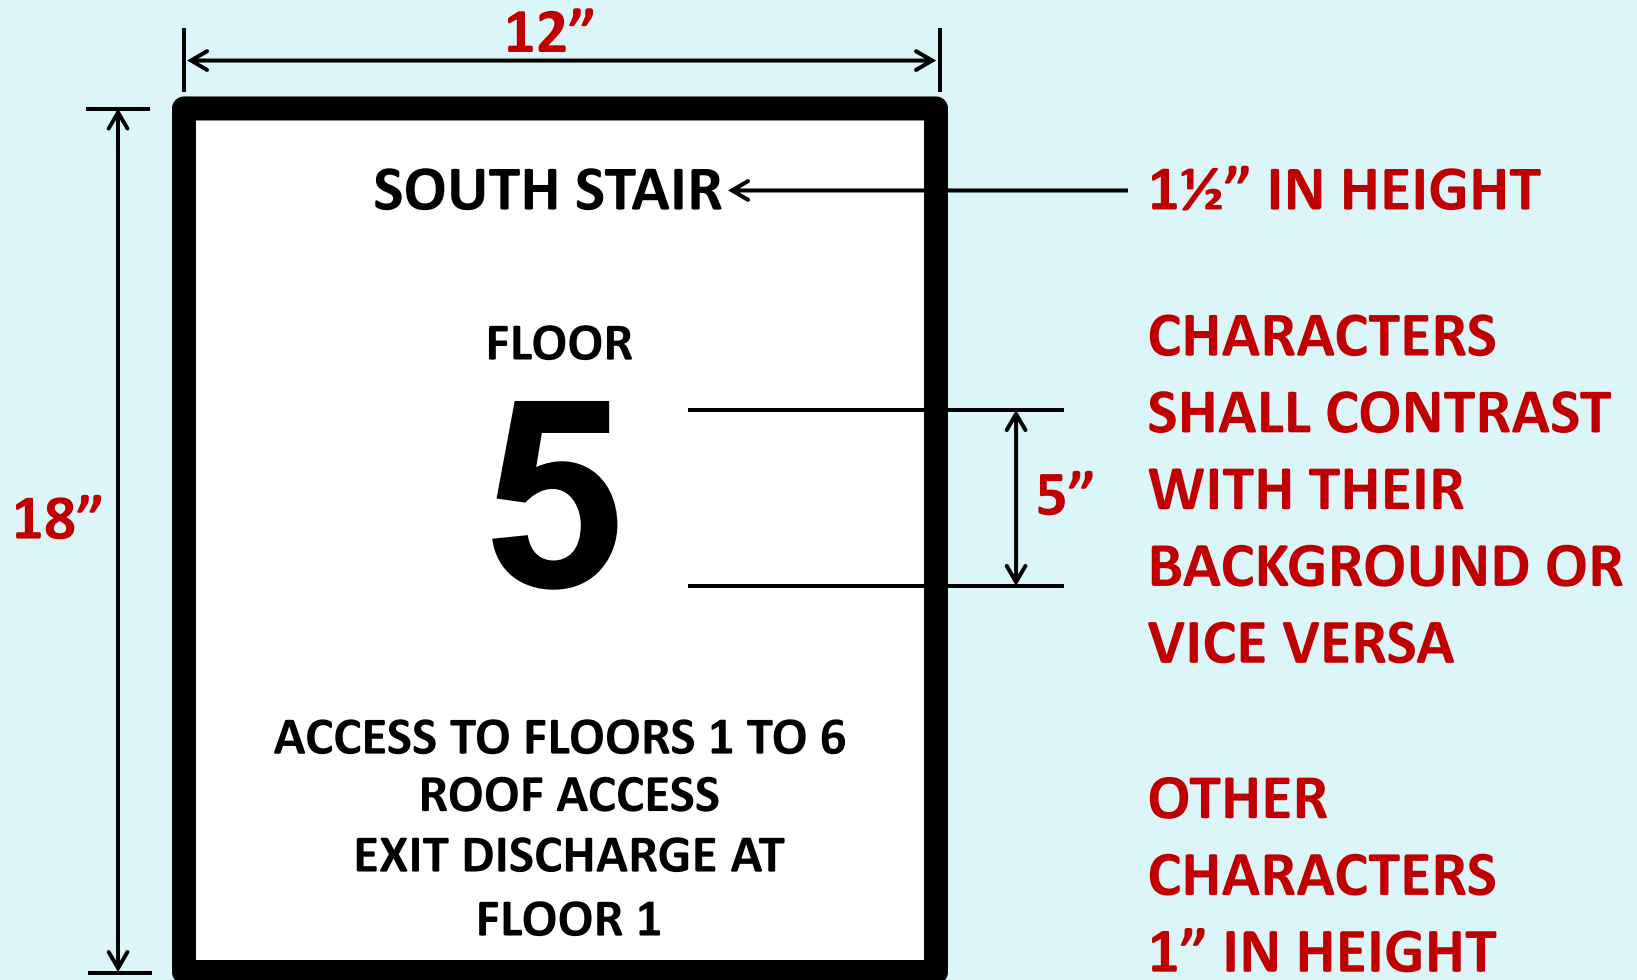 12”
SOUTH STAIR
1½” IN HEIGHT
FLOOR
5
18”
5”
CHARACTERS
SHALL CONTRAST
WITH THEIR
BACKGROUND OR
VICE VERSA
ACCESS TO FLOORS 1 TO 6
ROOF ACCESS
EXIT DISCHARGE AT
FLOOR 1
OTHER
CHARACTERS
1” IN HEIGHT